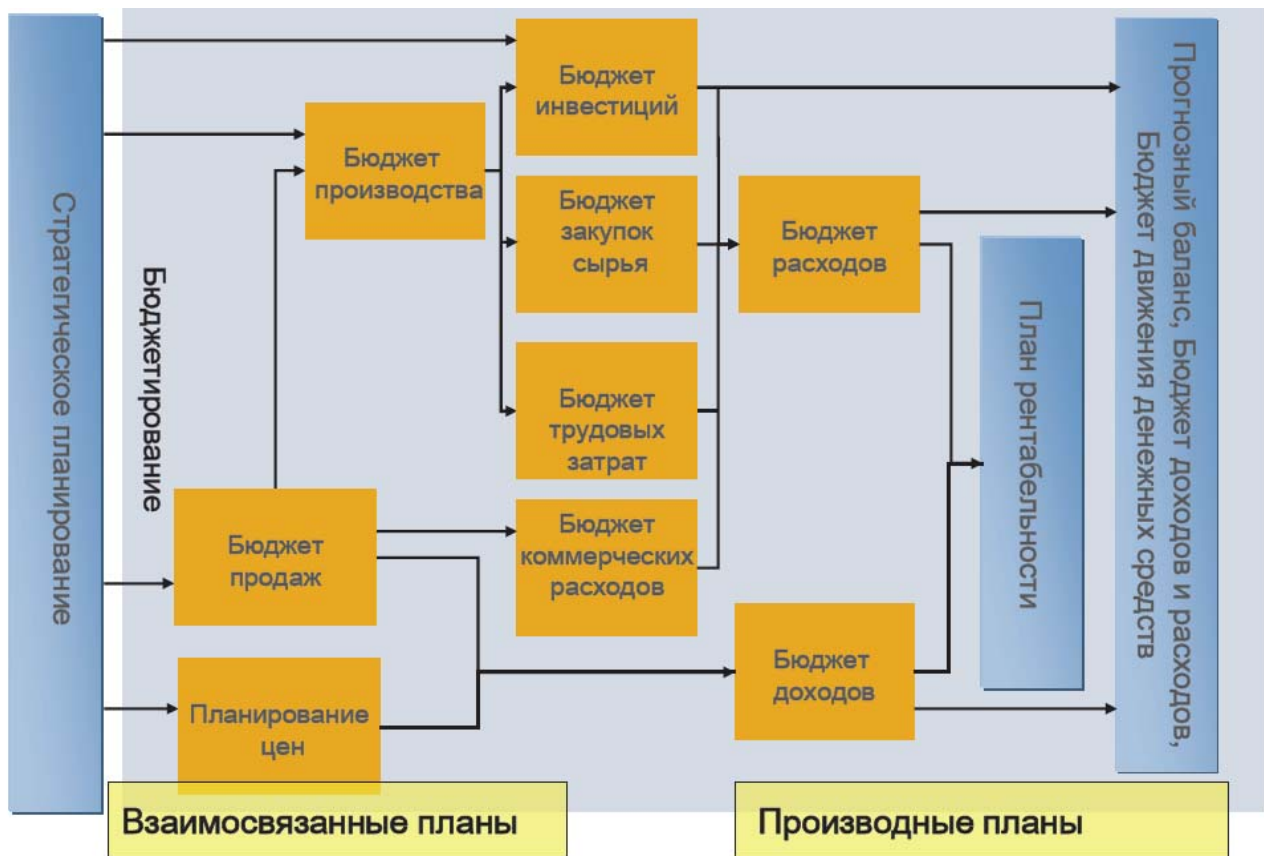 Стратегическое планирование
Бюджетирование
Бюджет
инвестиций
Бюджет
производства
Бюджет
закупок
сырья
Бюджет
расходов
Бюджет
трудовых
затрат
Бюджет
продаж
Бюджет
коммерческих
расходов
Бюджет
доходов
Планирование
цен
План рентабельности
Прогнозный баланс, Бюджет доходов и расходов,
Бюджет движения денежных средств
Взаимосвязанные планы
Производные планы